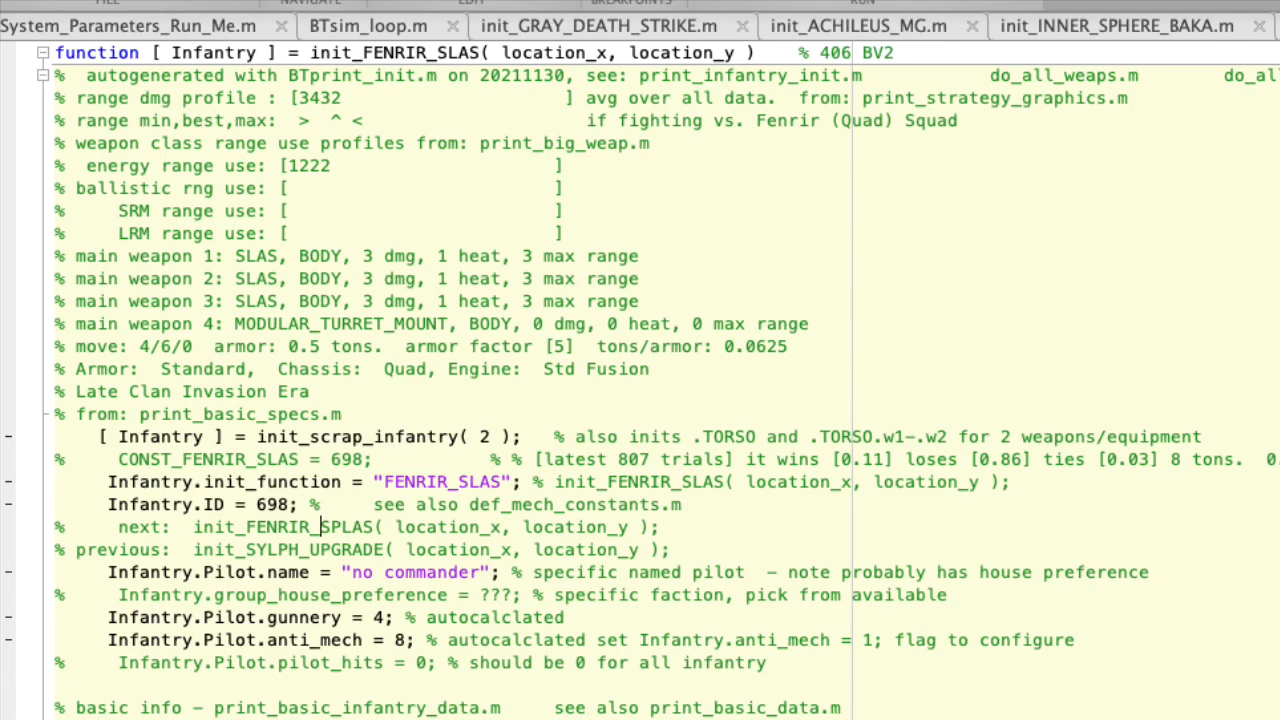 FILE NAVIGATE EDIT BREAKPOINTS RUN
System_Parameters_Run_Me.m × BTsim_loop.m × init_GRAY_DEATH_STRIKE.m × init_ACHILEUS_MG.m × init_INNER_SPHERE_BAKA.m ×
function [ Infantry ] = init_FENRIR_SLAS( location_x, location_y ) % 406 BV2
% autogenerated with BTprint_init.m on 20211130, see: print_infantry_init.m do_all_weaps.m do_all
% range dmg profile : [3432 ] avg over all data. from: print_strategy_graphics.m
% range min,best,max: > ^ < if fighting vs. Fenrir (Quad) Squad
% weapon class range use profiles from: print_big_weap.m
% energy range use: [1222 ]
% ballistic rng use: [ ]
% SRM range use: [ ]
% LRM range use: [ ]
% main weapon 1: SLAS, BODY, 3 dmg, 1 heat, 3 max range
% main weapon 2: SLAS, BODY, 3 dmg, 1 heat, 3 max range
% main weapon 3: SLAS, BODY, 3 dmg, 1 heat, 3 max range
% main weapon 4: MODULAR_TURRET_MOUNT, BODY, 0 dmg, 0 heat, 0 max range
% move: 4/6/0 armor: 0.5 tons. armor factor [5] tons/armor: 0.0625
% Armor: Standard, Chassis: Quad, Engine: Std Fusion
% Late Clan Invasion Era
% from: print_basic_specs.m
[ Infantry ] = init_scrap_infantry( 2 ); % also inits .TORSO and .TORSO.w1-.w2 for 2 weapons/equipment
% CONST_FENRIR_SLAS = 698; % % [latest 807 trials] it wins [0.11] loses [0.86] ties [0.03] 8 tons. 0.
Infantry.init_function = "FENRIR_SLAS"; % init_FENRIR_SLAS( location_x, location_y );
Infantry.ID = 698; % see also def_mech_constants.m
% next: init_FENRIR_SPLAS( location_x, location_y );
% previous: init_SYLPH_UPGRADE( location_x, location_y );
Infantry.Pilot.name = "no commander"; % specific named pilot - note probably has house preference
% Infantry.group_house_preference = ???; % specific faction, pick from available
Infantry.Pilot.gunnery = 4; % autocalclated
Infantry.Pilot.anti_mech = 8; % autocalclated set Infantry.anti_mech = 1; flag to configure
% Infantry.Pilot.pilot_hits = 0; % should be 0 for all infantry
% basic info - print_basic_infantry_data.m see also print_basic_data.m